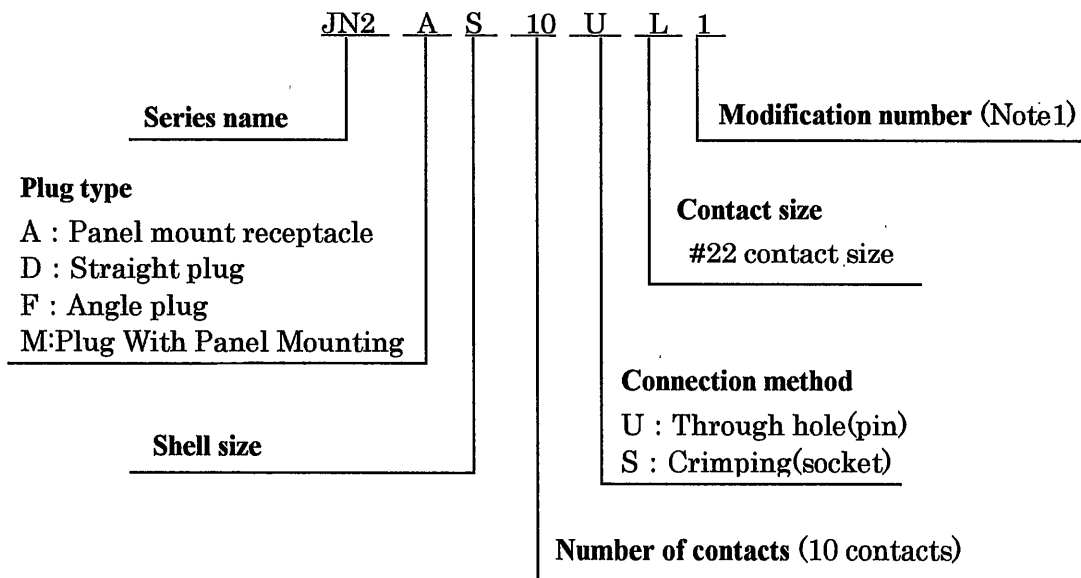 JN2 A S 10 U L 1
Series name
Modification number (Note1)
Plug type
A : Panel mount receptacle
D : Straight plug
F : Angle plug
M:Plug With Panel Mounting
Contact size
#22 contact size
Connection method
U : Through hole(pin)
S : Crimping(socket)
Shell size
Number of contacts (10 contacts)